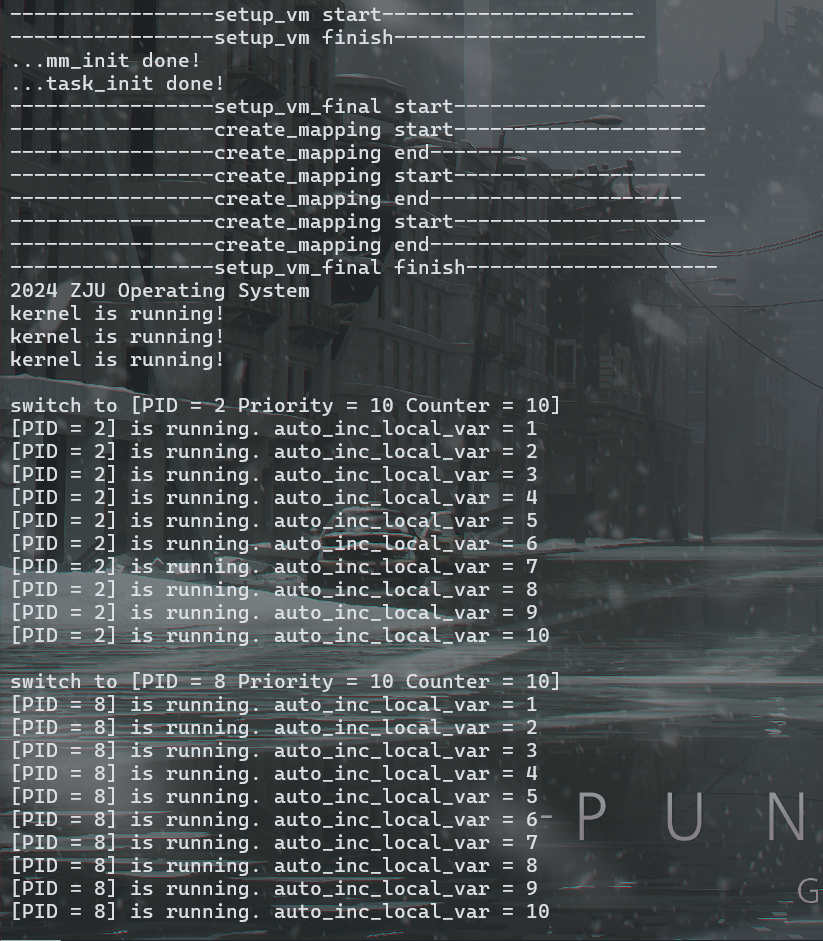 -----------------setup_vm start---------------------
-----------------setup_vm finish---------------------
...mm_init done!
...task_init done!
-----------------setup_vm_final start---------------------
-----------------create_mapping start---------------------
-----------------create_mapping end---------------------
-----------------create_mapping start---------------------
-----------------create_mapping end---------------------
-----------------create_mapping start---------------------
-----------------create_mapping end---------------------
-----------------setup_vm_final finish---------------------
2024 ZJU Operating System
kernel is running!
kernel is running!
kernel is running!
switch to [PID = 2 Priority = 10 Counter = 10]
[PID = 2] is running. auto_inc_local_var = 1
[PID = 2] is running. auto_inc_local_var = 2
[PID = 2] is running. auto_inc_local_var = 3
[PID = 2] is running. auto_inc_local_var = 4
[PID = 2] is running. auto_inc_local_var = 5
[PID = 2] is running. auto_inc_local_var = 6
[PID = 2] is running. auto_inc_local_var = 7
[PID = 2] is running. auto_inc_local_var = 8
[PID = 2] is running. auto_inc_local_var = 9
[PID = 2] is running. auto_inc_local_var = 10
switch to [PID = 8 Priority = 10 Counter = 10]
[PID = 8] is running. auto_inc_local_var = 1
[PID = 8] is running. auto_inc_local_var = 2
[PID = 8] is running. auto_inc_local_var = 3
[PID = 8] is running. auto_inc_local_var = 4
[PID = 8] is running. auto_inc_local_var = 5
[PID = 8] is running. auto_inc_local_var = 6
[PID = 8] is running. auto_inc_local_var = 7
[PID = 8] is running. auto_inc_local_var = 8
[PID = 8] is running. auto_inc_local_var = 9
[PID = 8] is running. auto_inc_local_var = 10
-PUN
G